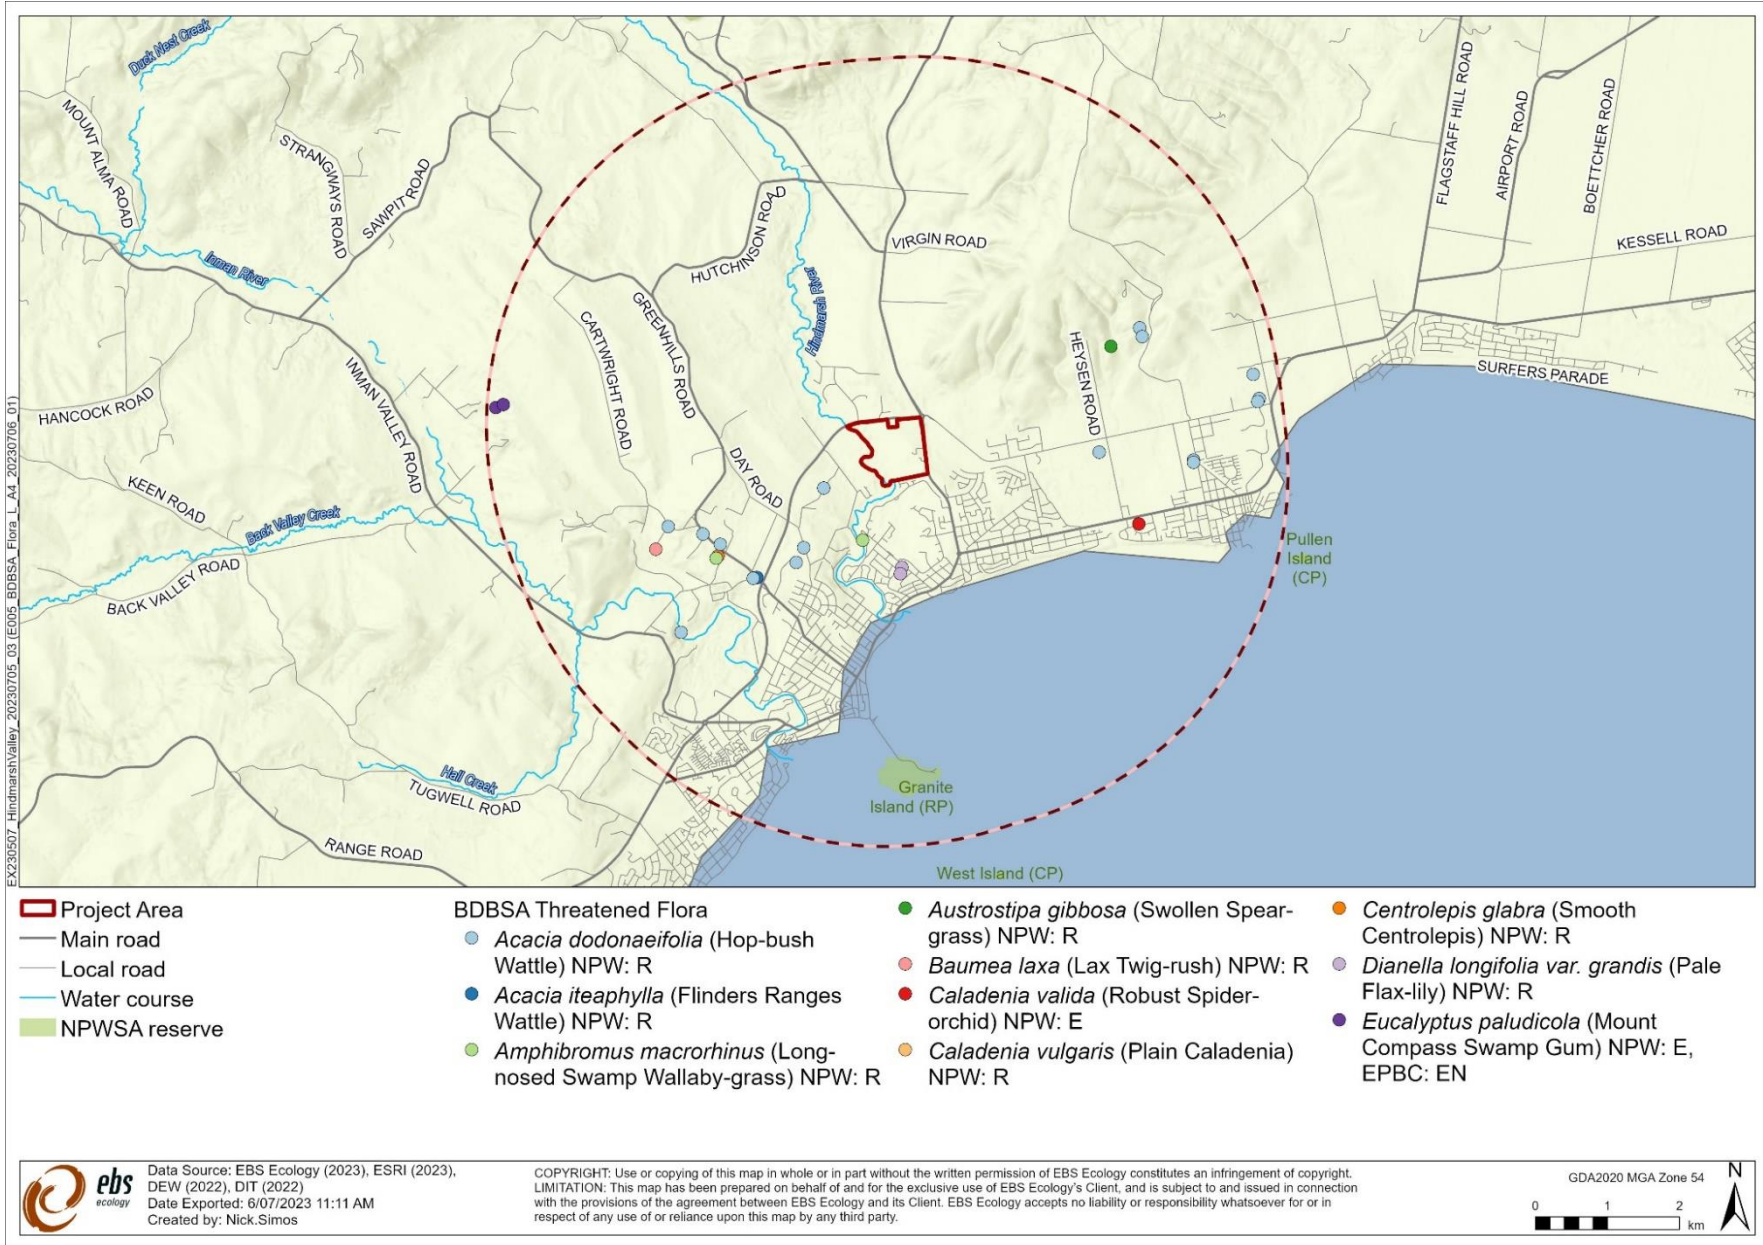 Duck Nest Creek
MOUNT ALMA ROAD
STRANGWAYS ROAD
SAWPIT ROAD
Inman River
HUTCHINSON ROAD
VIRGIN ROAD
Hindmarsh River
FLAGSTAFF HILL ROAD
AIRPORT ROAD
BOETTCHER ROAD
KESSELL ROAD
GREENHILLS ROAD
CARTWRIGHT ROAD
HEYSEN ROAD
SURFERS PARADE
INMAN VALLEY ROAD
HANCOCK ROAD
DAY ROAD
KEEN ROAD
Back Valley Creek
BACK VALLEY ROAD
Pullen
Island
(CP)
Hall Creek
TUGWELL ROAD
Granite
Island (RP)
RANGE ROAD
West Island (CP)
EX230507_HindmarshValley_20230705_03 (E005_BDBSA_Flora_L_A4_20230706_01)
Project Area
Main road
Local road
Water course
NPWSA reserve
BDBSA Threatened Flora
Acacia dodonaeifolia (Hop-bush
Wattle) NPW: R
Acacia iteaphylla (Flinders Ranges
Wattle) NPW: R
Amphibromus macrorhinus (Long-
nosed Swamp Wallaby-grass) NPW: R
Austrostipa gibbosa (Swollen Spear-
grass) NPW: R
Baumea laxa (Lax Twig-rush) NPW: R
Caladenia valida (Robust Spider-
orchid) NPW: E
Caladenia vulgaris (Plain Caladenia)
NPW: R
Centrolepis glabra (Smooth
Centrolepis) NPW: R
Dianella longifolia var. grandis (Pale
Flax-lily) NPW: R
Eucalyptus paludicola (Mount
Compass Swamp Gum) NPW: E,
EPBC: EN
ebs
ecology
Data Source: EBS Ecology (2023), ESRI (2023),
DEW (2022), DIT (2022)
Date Exported: 6/07/2023 11:11 AM
Created by: Nick.Simos
COPYRIGHT: Use or copying of this map in whole or in part without the written permission of EBS Ecology constitutes an infringement of copyright.
LIMITATION: This map has been prepared on behalf of and for the exclusive use of EBS Ecology's Client, and is subject to and issued in connection
with the provisions of the agreement between EBS Ecology and its Client. EBS Ecology accepts no liability or responsibility whatsoever for or in
respect of any use of or reliance upon this map by any third party.
GDA2020 MGA Zone 54
N
0 1 2
km